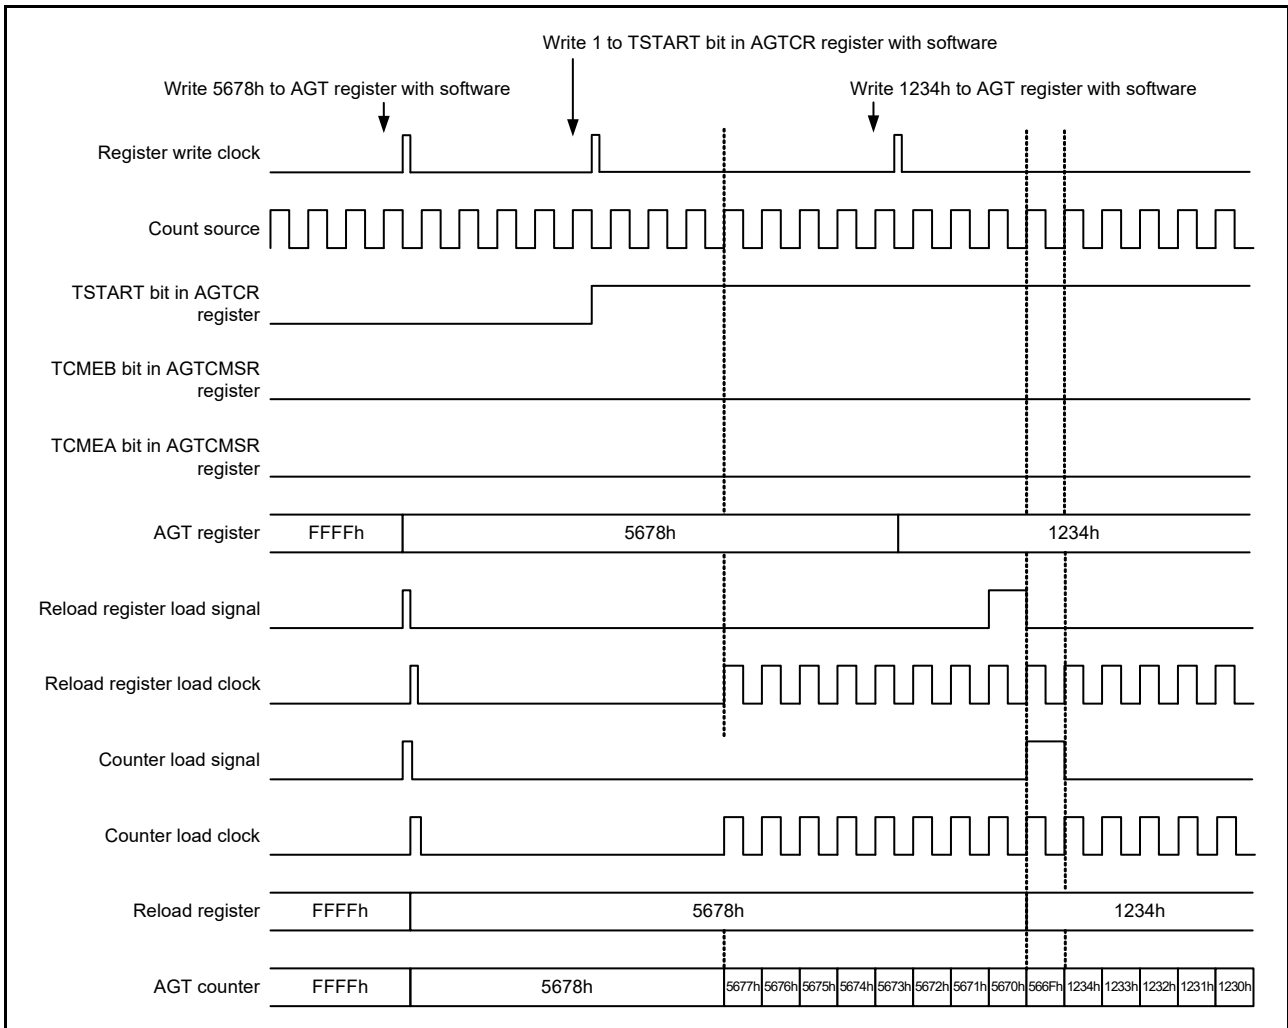 Write 1 to TSTART bit in AGTCR register with software
Write 5678h to AGT register with software
Write 1234h to AGT register with software
Register write clock
Count source
TSTART bit in AGTCR
register
TCMEB bit in AGTCMSR
register
TCMEA bit in AGTCMSR
register
AGT register FFFFh 5678h 1234h
Reload register load signal
Reload register load clock
Counter load signal
Counter load clock
Reload register FFFFh 5678h 1234h
AGT counter FFFFh 5678h 5677h 5676h 5675h 5674h 5673h 5672h 5671h 5670h 566Fh 1234h 1233h 1232h 1231h 1230h